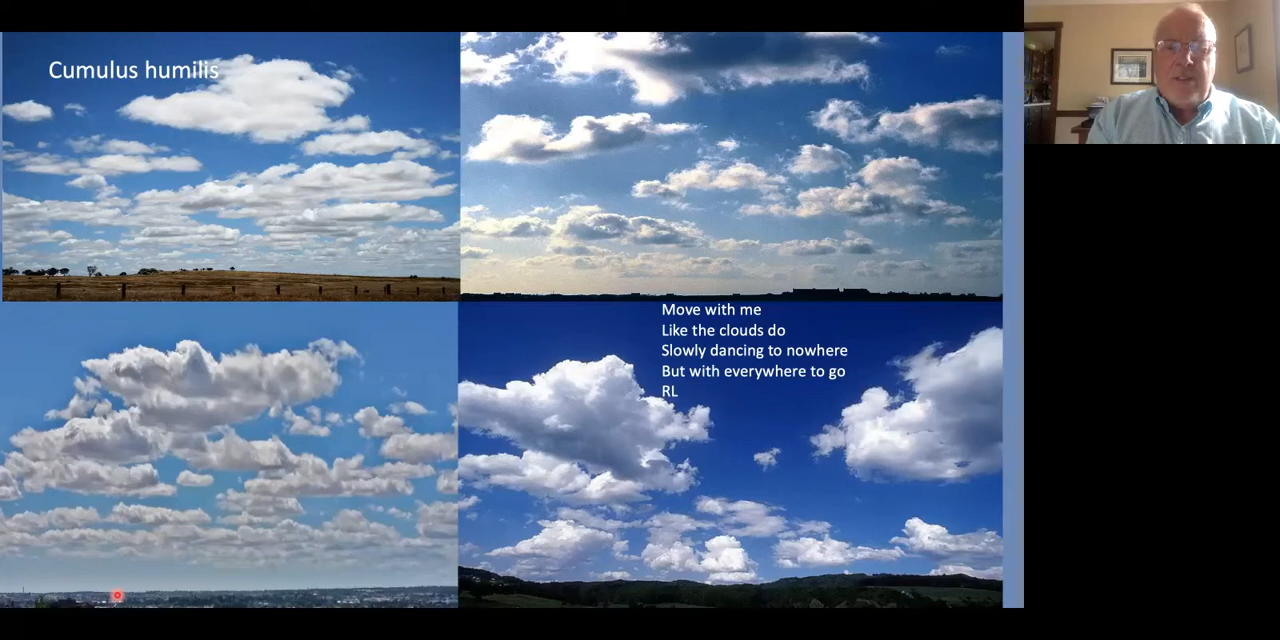 Cumulus humilis
Move with me
Like the clouds do
Slowly dancing to nowhere
But with everywhere to go
RL